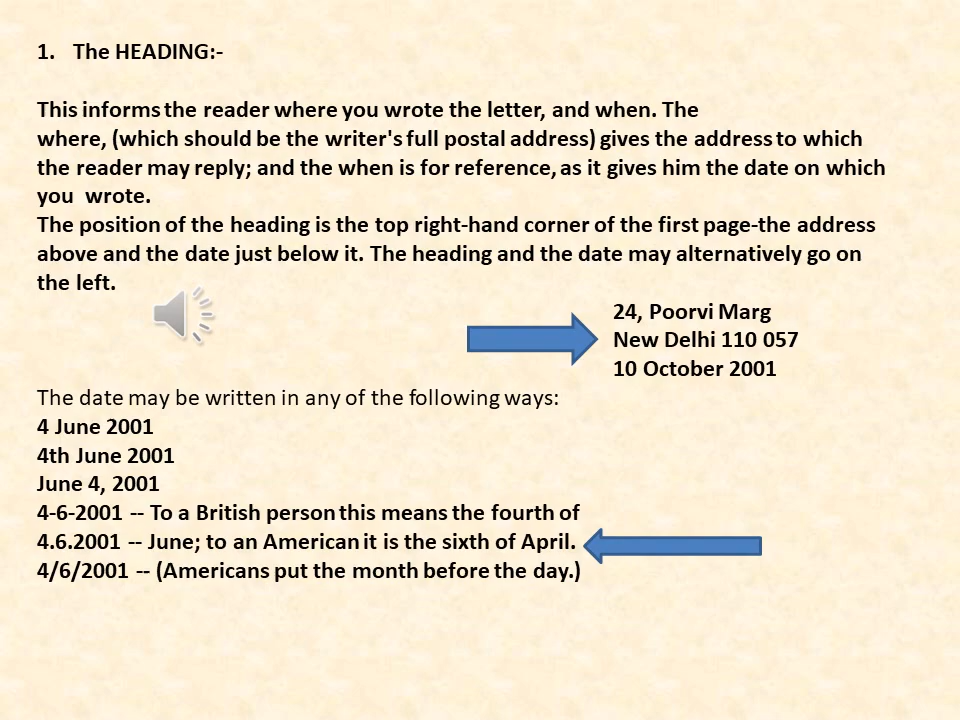 1. The HEADING:-
This informs the reader where you wrote the letter, and when. The
where, (which should be the writer's full postal address) gives the address to which
the reader may reply; and the when is for reference, as it gives him the date on which
you wrote.
The position of the heading is the top right-hand corner of the first page-the address
above and the date just below it. The heading and the date may alternatively go on
the left.
24, Poorvi Marg
New Delhi 110 057
10 October 2001
The date may be written in any of the following ways:
4 June 2001
4th June 2001
June 4, 2001
4-6-2001 -- To a British person this means the fourth of
4.6.2001 -- June; to an American it is the sixth of April.
4/6/2001 -- (Americans put the month before the day.)